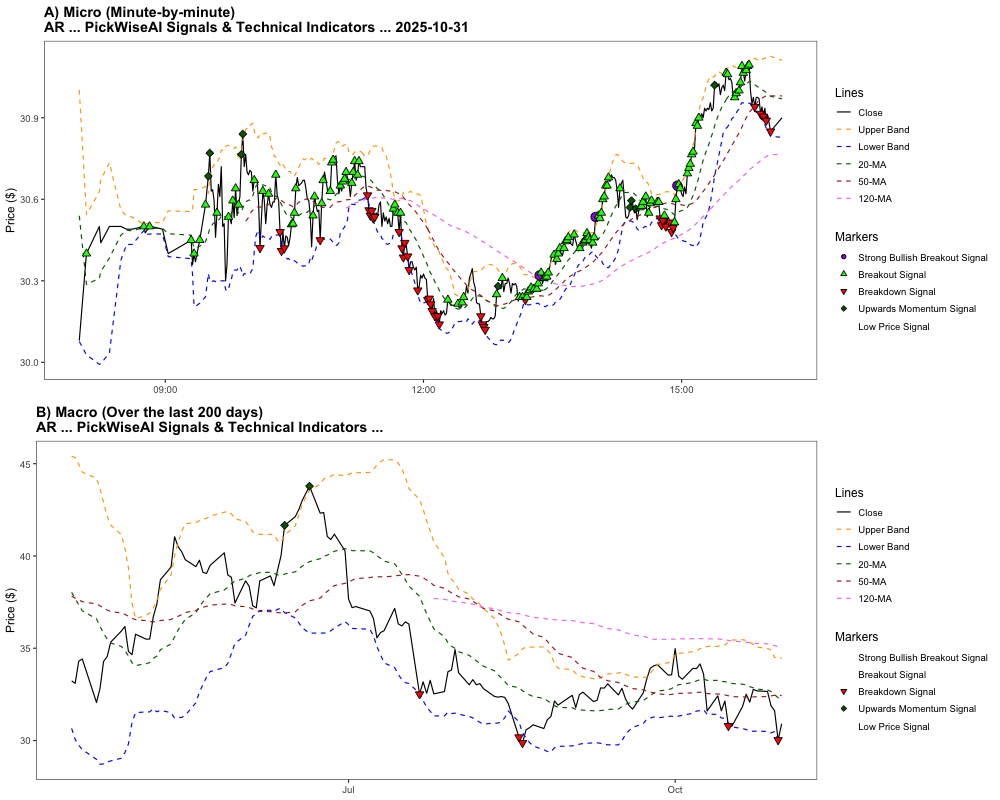 A) Micro (Minute-by-minute)
AR ... PickWiseAI Signals & Technical Indicators ... 2025-10-31
Price ($)
30.9
30.6
30.3
30.0
09:00
12:00
15:00
Lines
Close
Upper Band
Lower Band
20-MA
50-MA
120-MA
Markers
Strong Bullish Breakout Signal
Breakout Signal
Breakdown Signal
Upwards Momentum Signal
Low Price Signal
B) Macro (Over the last 200 days)
AR ... PickWiseAI Signals & Technical Indicators ...
Price ($)
45
40
35
30
Jul
Oct
Lines
Close
Upper Band
Lower Band
20-MA
50-MA
120-MA
Markers
Strong Bullish Breakout Signal
Breakout Signal
Breakdown Signal
Upwards Momentum Signal
Low Price Signal